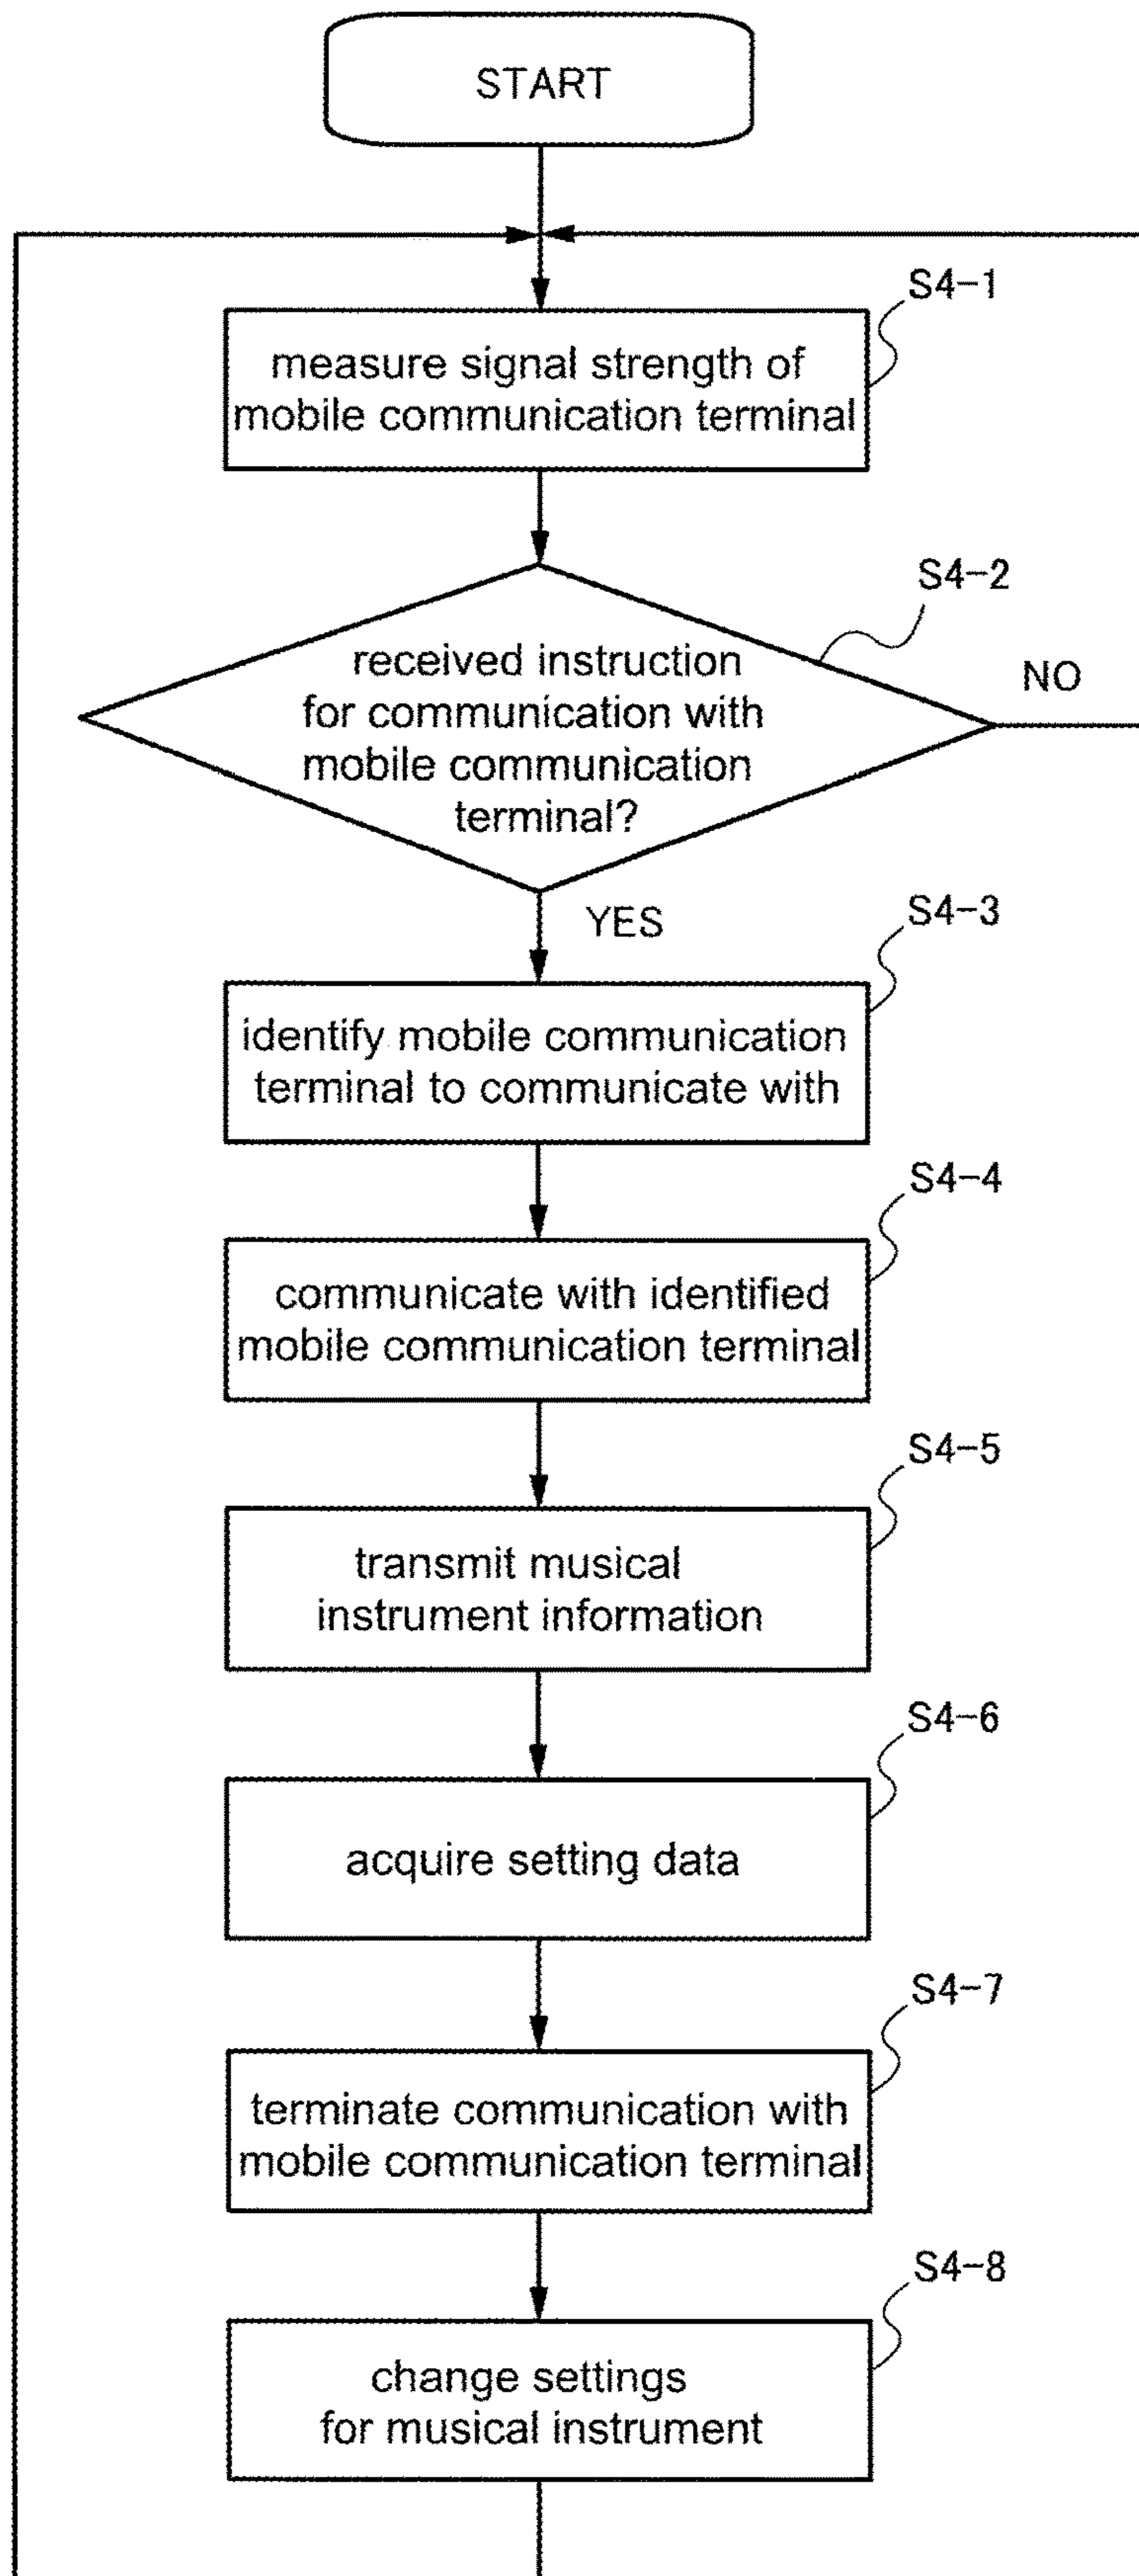 START
S4-1
measure signal strength of
mobile communication terminal
S4-2
received instruction
for communication with
mobile communication
terminal?
NO
YES
S4-3
identify mobile communication
terminal to communicate with
S4-4
communicate with identified
mobile communication terminal
S4-5
transmit musical
instrument information
S4-6
acquire setting data
S4-7
terminate communication with
mobile communication terminal
S4-8
change settings
for musical instrument